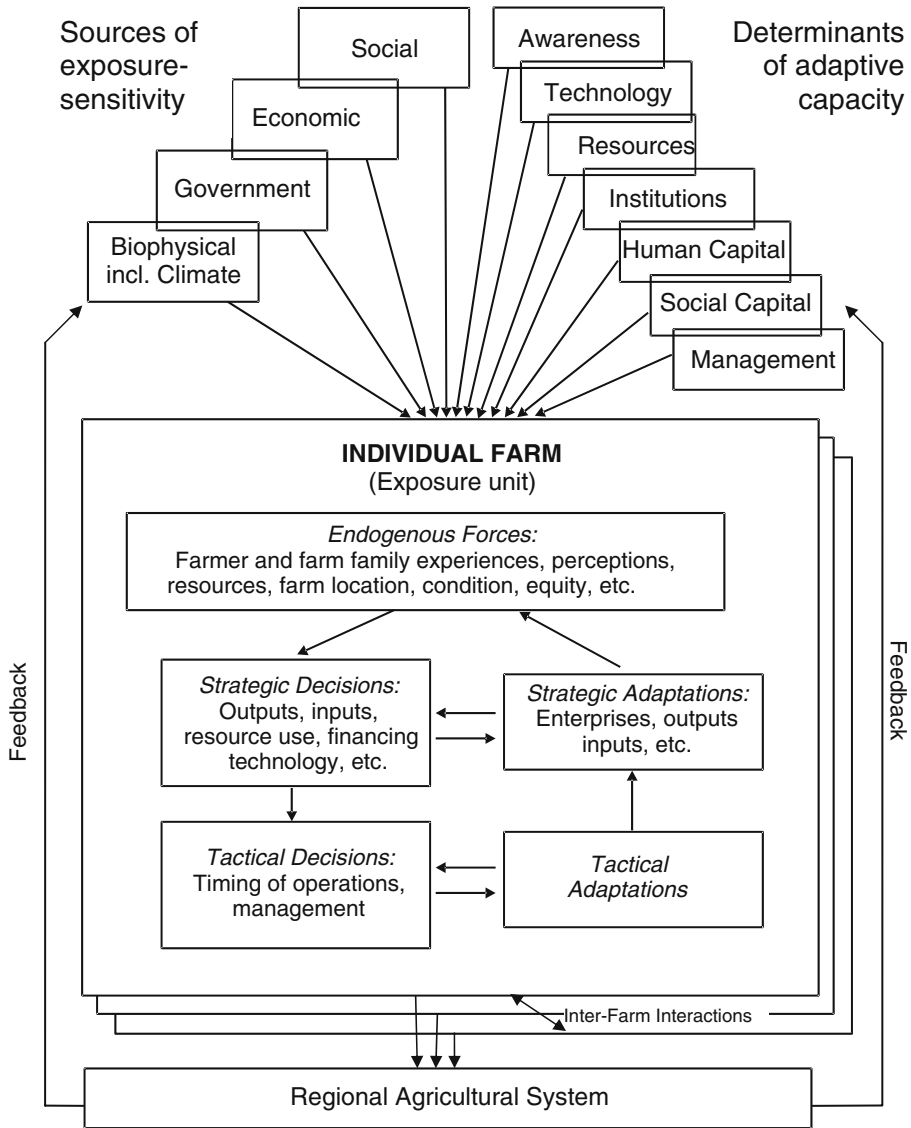 Sources of
exposure-
sensitivity
Social
Economic
Government
Biophysical
incl. Climate
Awareness
Technology
Resources
Institutions
Human Capital
Social Capital
Management
Determinants
of adaptive
capacity
INDIVIDUAL FARM
(Exposure unit)
Endogenous Forces:
Farmer and farm family experiences, perceptions,
resources, farm location, condition, equity, etc.
Strategic Decisions:
Outputs, inputs,
resource use, financing
technology, etc.
Strategic Adaptations:
Enterprises, outputs
inputs, etc.
Tactical Decisions:
Timing of operations,
management
Tactical
Adaptations
Feedback
Feedback
Inter-Farm Interactions
Regional Agricultural System